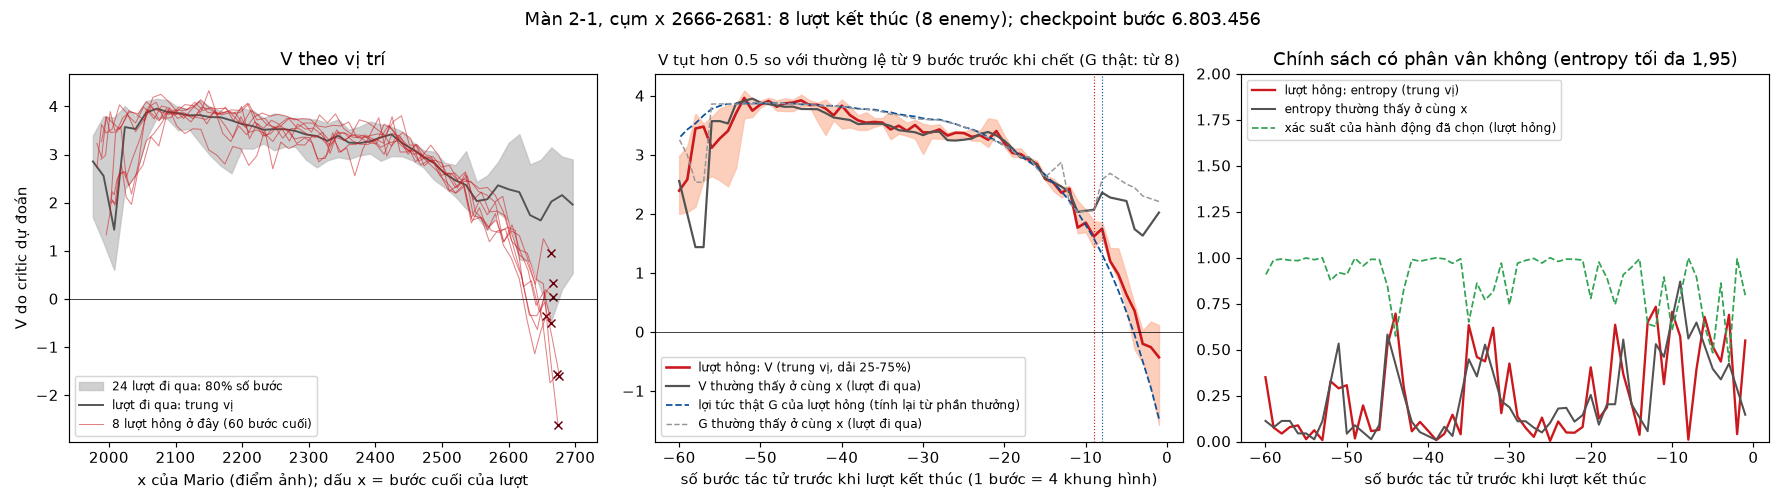 Màn 2-1, cụm x 2666-2681: 8 lượt kết thúc (8 enemy); checkpoint bước 6.803.456
V theo vị trí
V do critic dự đoán
4
3
2
1
0
−1
−2
24 lượt đi qua: 80% số bước
lượt đi qua: trung vị
8 lượt hỏng ở đây (60 bước cuối)
2000 2100 2200 2300 2400 2500 2600 2700
x của Mario (điểm ảnh); dấu x = bước cuối của lượt
V tụt hơn 0.5 so với thường lệ từ 9 bước trước khi chết (G thật: từ 8)
4
3
2
1
0
−1
lượt hỏng: V (trung vị, dải 25-75%)
V thường thấy ở cùng x (lượt đi qua)
lợi tức thật G của lượt hỏng (tính lại từ phần thưởng)
G thường thấy ở cùng x (lượt đi qua)
−60 −50 −40 −30 −20 −10 0
số bước tác tử trước khi lượt kết thúc (1 bước = 4 khung hình)
Chính sách có phân vân không (entropy tối đa 1,95)
2.00
1.75
1.50
1.25
1.00
0.75
0.50
0.25
0.00
lượt hỏng: entropy (trung vị)
entropy thường thấy ở cùng x
xác suất của hành động đã chọn (lượt hỏng)
−60 −50 −40 −30 −20 −10 0
số bước tác tử trước khi lượt kết thúc